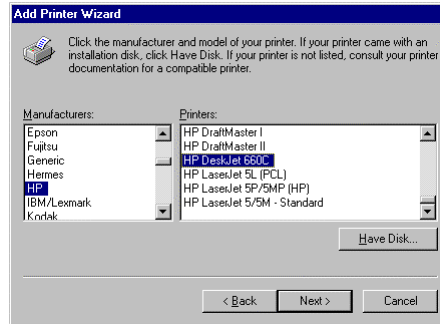 Add Printer Wizard
Click the manufacturer and model of your printer. If your printer came with an
installation disk, click Have Disk. If your printer is not listed, consult your printer
documentation for a compatible printer.
Manufacturers:
Epson
Fujitsu
Generic
Hermes
HP
IBM/Lexmark
Kodak
Printers:
HP DraftMaster I
HP DraftMaster II
HP DeskJet 660C
HP LaserJet 5L (PCL)
HP LaserJet 5P/5MP (HP)
HP LaserJet 5/5M - Standard
Have Disk...
< Back
Next >
Cancel